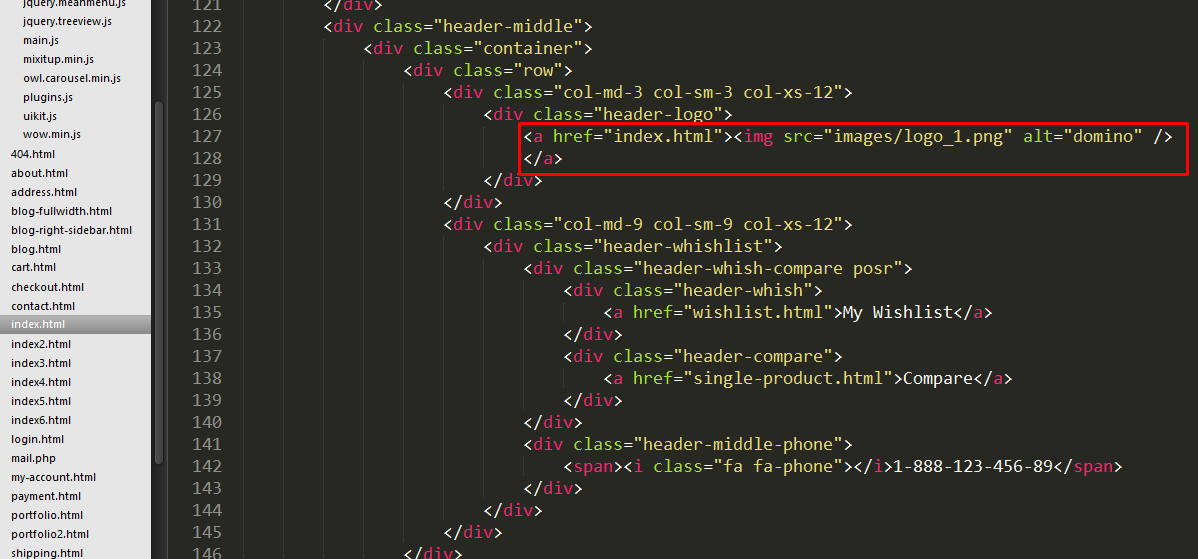 jquery.meanmenu.js
jquery.treeview.js
main.js
mixitup.min.js
owl.carousel.min.js
plugins.js
uikit.js
wow.min.js
404.html
about.html
address.html
blog-fullwidth.html
blog-right-sidebar.html
blog.html
cart.html
checkout.html
contact.html
index.html
index2.html
index3.html
index4.html
index5.html
index6.html
login.html
mail.php
my-account.html
payment.html
portfolio.html
portfolio2.html
shipping.html
121 </div>
122 <div class="header-middle">
123 <div class="container">
124 <div class="row">
125 <div class="col-md-3 col-sm-3 col-xs-12">
126 <div class="header-logo">
127 <a href="index.html"><img src="images/logo_1.png" alt="domino" />
128 </a>
129 </div>
130 </div>
131 <div class="col-md-9 col-sm-9 col-xs-12">
132 <div class="header-whishlist">
133 <div class="header-whish-compare posr">
134 <div class="header-whish">
135 <a href="wishlist.html">My Wishlist</a>
136 </div>
137 <div class="header-compare">
138 <a href="single-product.html">Compare</a>
139 </div>
140 </div>
141 <div class="header-middle-phone">
142 <span><i class="fa fa-phone"></i>1-888-123-456-89</span>
143 </div>
144 </div>
145 </div>
146 </div>